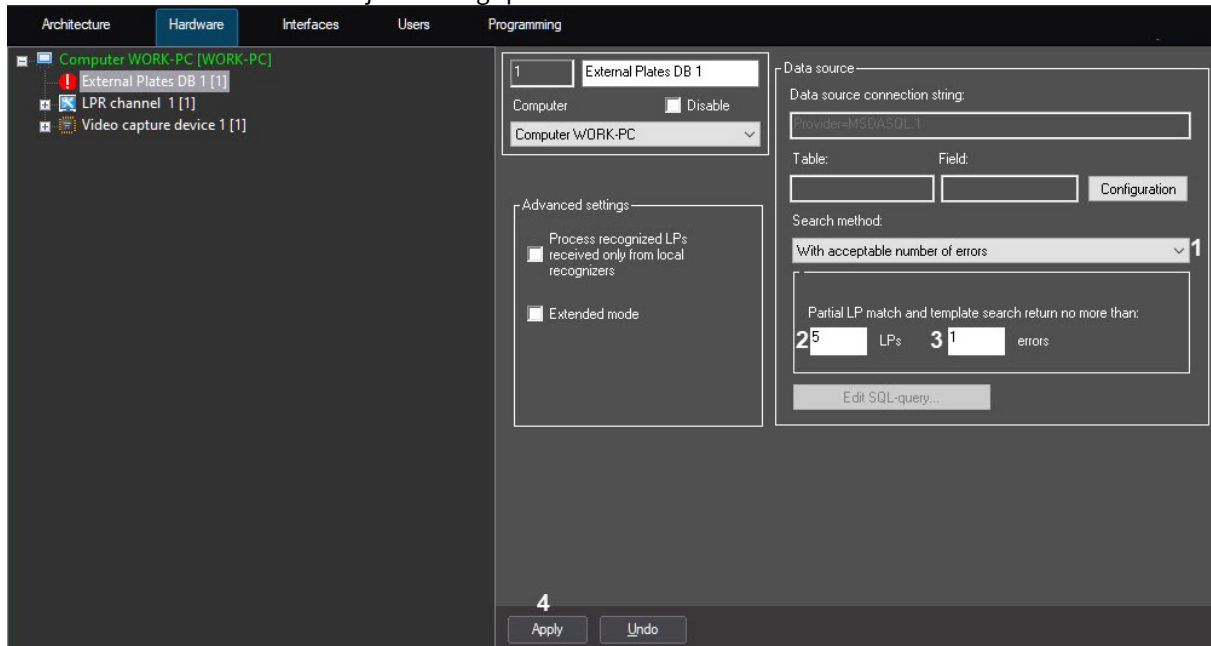 Architecture Hardware Interfaces Users Programming
Computer WORK-PC [WORK-PC]
External Plates DB 1 [1]
LPR channel 1 [1]
Video capture device 1 [1]
1 External Plates DB 1
Computer Disable
Computer WORK-PC
Advanced settings
Process recognized LPs
received only from local
recognizers
Extended mode
Data source
Data source connection string:
Provider=MSDASQL.1
Table: Field:
Configuration
Search method:
With acceptable number of errors 1
Partial LP match and template search return no more than:
2 5 LPs 3 1 errors
Edit SQL-query...
4
Apply Undo